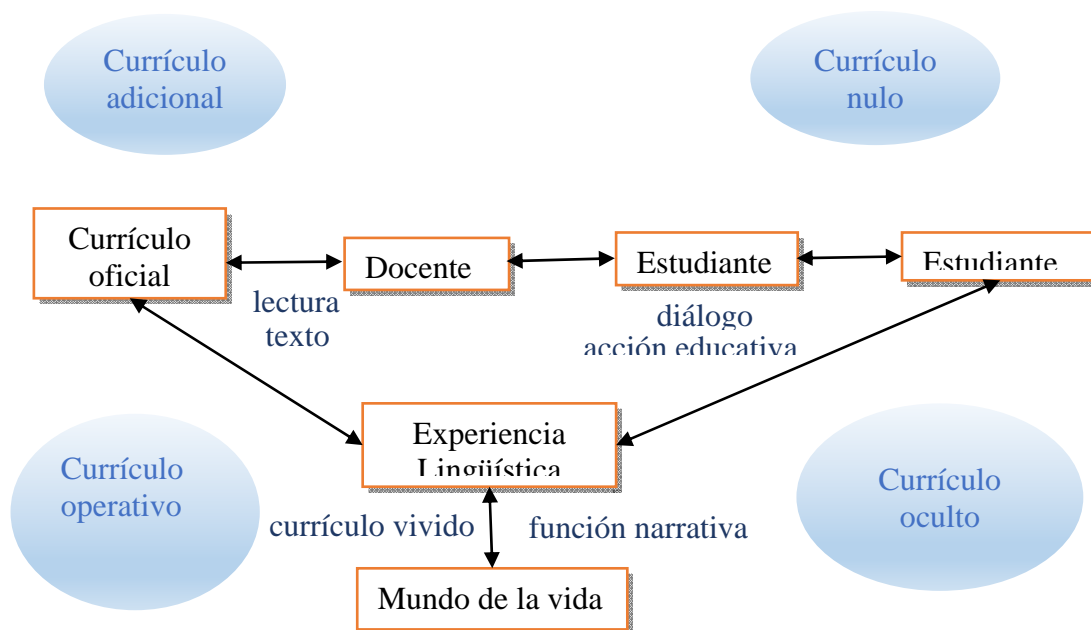 Currículo
adicional
Currículo
nulo
Currículo
oficial
Docente
Estudiante
Estudiante
lectura
texto
diálogo
acción educativa
Experiencia
Lingüística
Currículo
operativo
Currículo
oculto
currículo vivido
función narrativa
Mundo de la vida